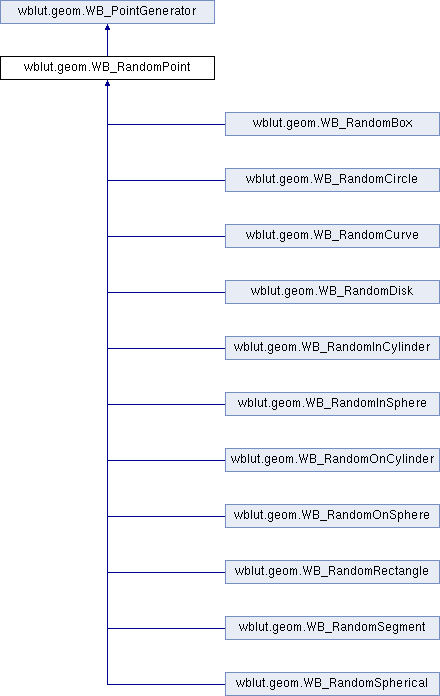 wblut.geom.WB_PointGenerator
wblut.geom.WB_RandomPoint
wblut.geom.WB_RandomBox
wblut.geom.WB_RandomCircle
wblut.geom.WB_RandomCurve
wblut.geom.WB_RandomDisk
wblut.geom.WB_RandomInCylinder
wblut.geom.WB_RandomInSphere
wblut.geom.WB_RandomOnCylinder
wblut.geom.WB_RandomOnSphere
wblut.geom.WB_RandomRectangle
wblut.geom.WB_RandomSegment
wblut.geom.WB_RandomSpherical